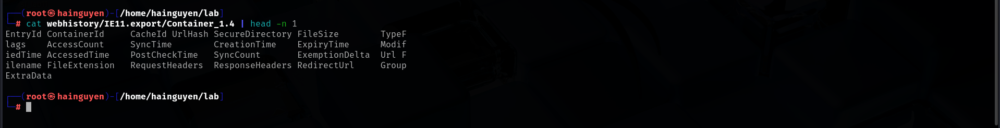 ┌──(root㉿hainguyen)-[/home/hainguyen/lab]
└─# cat webhistory/IE11.export/Container_1.4 | head -n 1
EntryId ContainerId     CacheId UrlHash SecureDirectory FileSize        TypeF
lags    AccessCount     SyncTime        CreationTime    ExpiryTime      Modif
iedTime AccessedTime    PostCheckTime   SyncCount       ExemptionDelta  Url F
ilename FileExtension   RequestHeaders  ResponseHeaders RedirectUrl     Group
ExtraData
┌──(root㉿hainguyen)-[/home/hainguyen/lab]
└─#